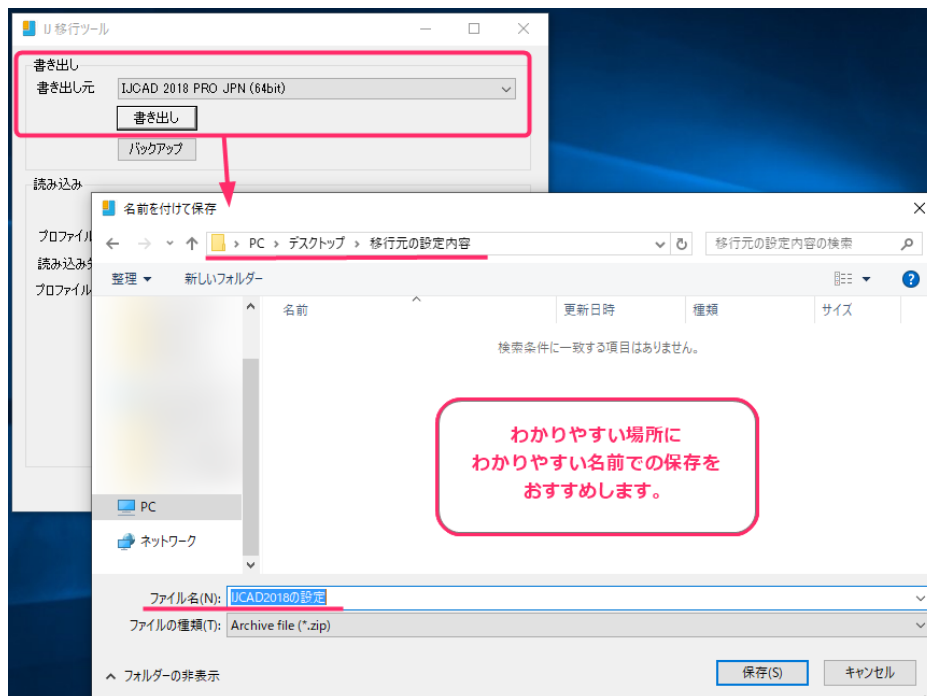 IJ 移行ツール
書き出し
書き出し元
IJCAD 2018 PRO JPN (64bit)
書き出し
バックアップ
読み込み
プロファイル
読み込み
プロファイル
名前を付けて保存
PC › デスクトップ › 移行元の設定内容
移行元の設定内容の検索
整理
新しいフォルダー
名前
更新日時
種類
サイズ
検索条件に一致する項目はありません。
わかりやすい場所に
わかりやすい名前での保存を
おすすめします。
PC
ネットワーク
ファイル名(N):
IJCAD2018の設定
ファイルの種類(T):
Archive file (*.zip)
フォルダーの非表示
保存(S)
キャンセル